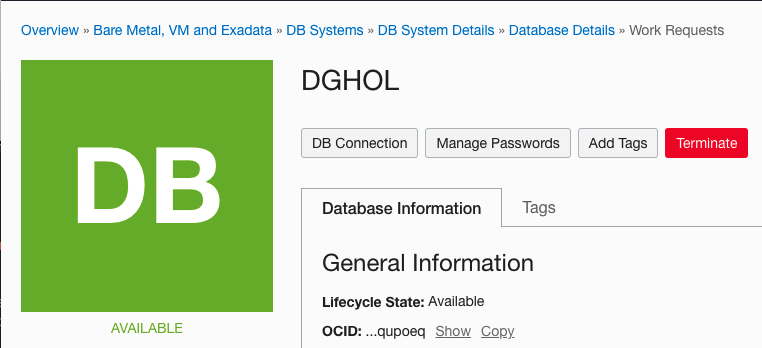 Overview » Bare Metal, VM and Exadata » DB Systems » DB System Details » Database Details » Work Requests
DB
AVAILABLE
DGHOL
DB Connection Manage Passwords Add Tags Terminate
Database Information Tags
General Information
Lifecycle State: Available
OCID: ...qupoeq Show Copy